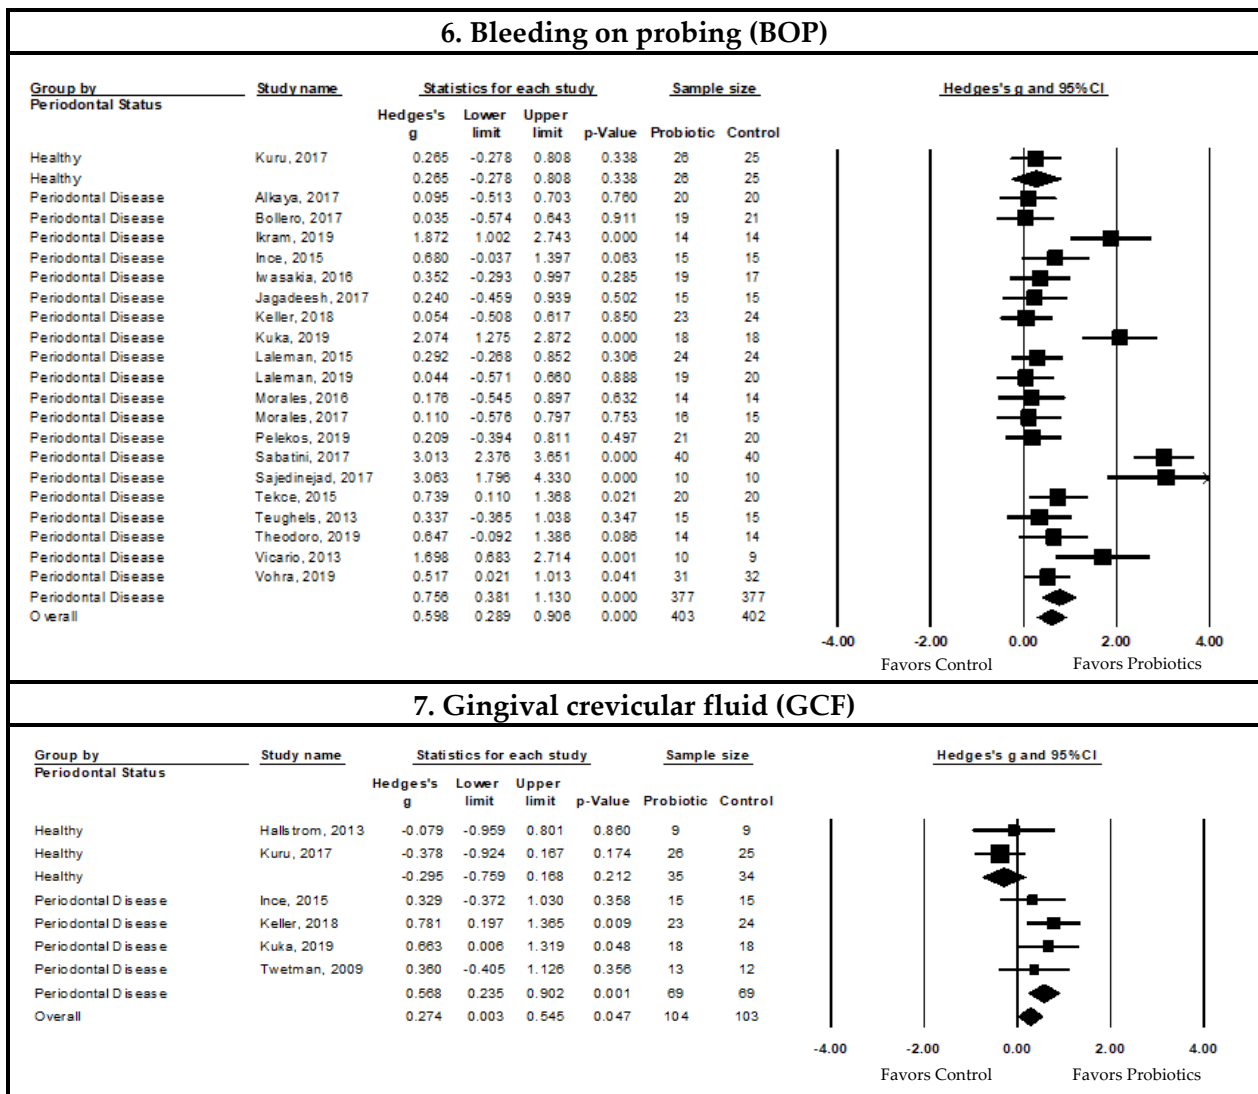 6. Bleeding on probing (BOP)
Group by Study name Statistics for each study Sample size Hedges's g and 95%CI
Periodontal Status
Hedges's Lower Upper
g limit limit p-Value Probiotic Control
Healthy Kuru, 2017 0.265 -0.278 0.808 0.338 26 25
Healthy 0.265 -0.278 0.808 0.338 26 25
Periodontal Disease Alkaya, 2017 0.095 -0.513 0.703 0.760 20 20
Periodontal Disease Bollero, 2017 0.035 -0.574 0.643 0.911 19 21
Periodontal Disease Ikram, 2019 1.872 1.002 2.743 0.000 14 14
Periodontal Disease Ince, 2015 0.680 -0.037 1.397 0.063 15 15
Periodontal Disease Iwasakia, 2016 0.352 -0.293 0.997 0.285 19 17
Periodontal Disease Jagadeesh, 2017 0.240 -0.459 0.939 0.502 15 15
Periodontal Disease Keller, 2018 0.054 -0.508 0.617 0.850 23 24
Periodontal Disease Kuka, 2019 2.074 1.275 2.872 0.000 18 18
Periodontal Disease Laleman, 2015 0.292 -0.268 0.852 0.306 24 24
Periodontal Disease Laleman, 2019 0.044 -0.571 0.660 0.888 19 20
Periodontal Disease Morales, 2016 0.176 -0.545 0.897 0.632 14 14
Periodontal Disease Morales, 2017 0.110 -0.576 0.797 0.753 16 15
Periodontal Disease Pelekos, 2019 0.209 -0.394 0.811 0.497 21 20
Periodontal Disease Sabatini, 2017 3.013 2.376 3.651 0.000 40 40
Periodontal Disease Sajedinejad, 2017 3.063 1.796 4.330 0.000 10 10
Periodontal Disease Tekce, 2015 0.739 0.110 1.368 0.021 20 20
Periodontal Disease Teughels, 2013 0.337 -0.365 1.038 0.347 15 15
Periodontal Disease Theodoro, 2019 0.647 -0.092 1.386 0.086 14 14
Periodontal Disease Vicario, 2013 1.698 0.683 2.714 0.001 10 9
Periodontal Disease Vohra, 2019 0.517 0.021 1.013 0.041 31 32
Periodontal Disease 0.756 0.381 1.130 0.000 377 377
Overall 0.598 0.289 0.906 0.000 403 402
-4.00 -2.00 0.00 2.00 4.00
Favors Control Favors Probiotics
7. Gingival crevicular fluid (GCF)
Group by Study name Statistics for each study Sample size Hedges's g and 95%CI
Periodontal Status
Hedges's Lower Upper
g limit limit p-Value Probiotic Control
Healthy Hallstrom, 2013 -0.079 -0.959 0.801 0.860 9 9
Healthy Kuru, 2017 -0.378 -0.924 0.167 0.174 26 25
Healthy -0.295 -0.759 0.168 0.212 35 34
Periodontal Disease Ince, 2015 0.329 -0.372 1.030 0.358 15 15
Periodontal Disease Keller, 2018 0.781 0.197 1.365 0.009 23 24
Periodontal Disease Kuka, 2019 0.663 0.006 1.319 0.048 18 18
Periodontal Disease Twetman, 2009 0.360 -0.405 1.126 0.356 13 12
Periodontal Disease 0.568 0.235 0.902 0.001 69 69
Overall 0.274 0.003 0.545 0.047 104 103
-4.00 -2.00 0.00 2.00 4.00
Favors Control Favors Probiotics